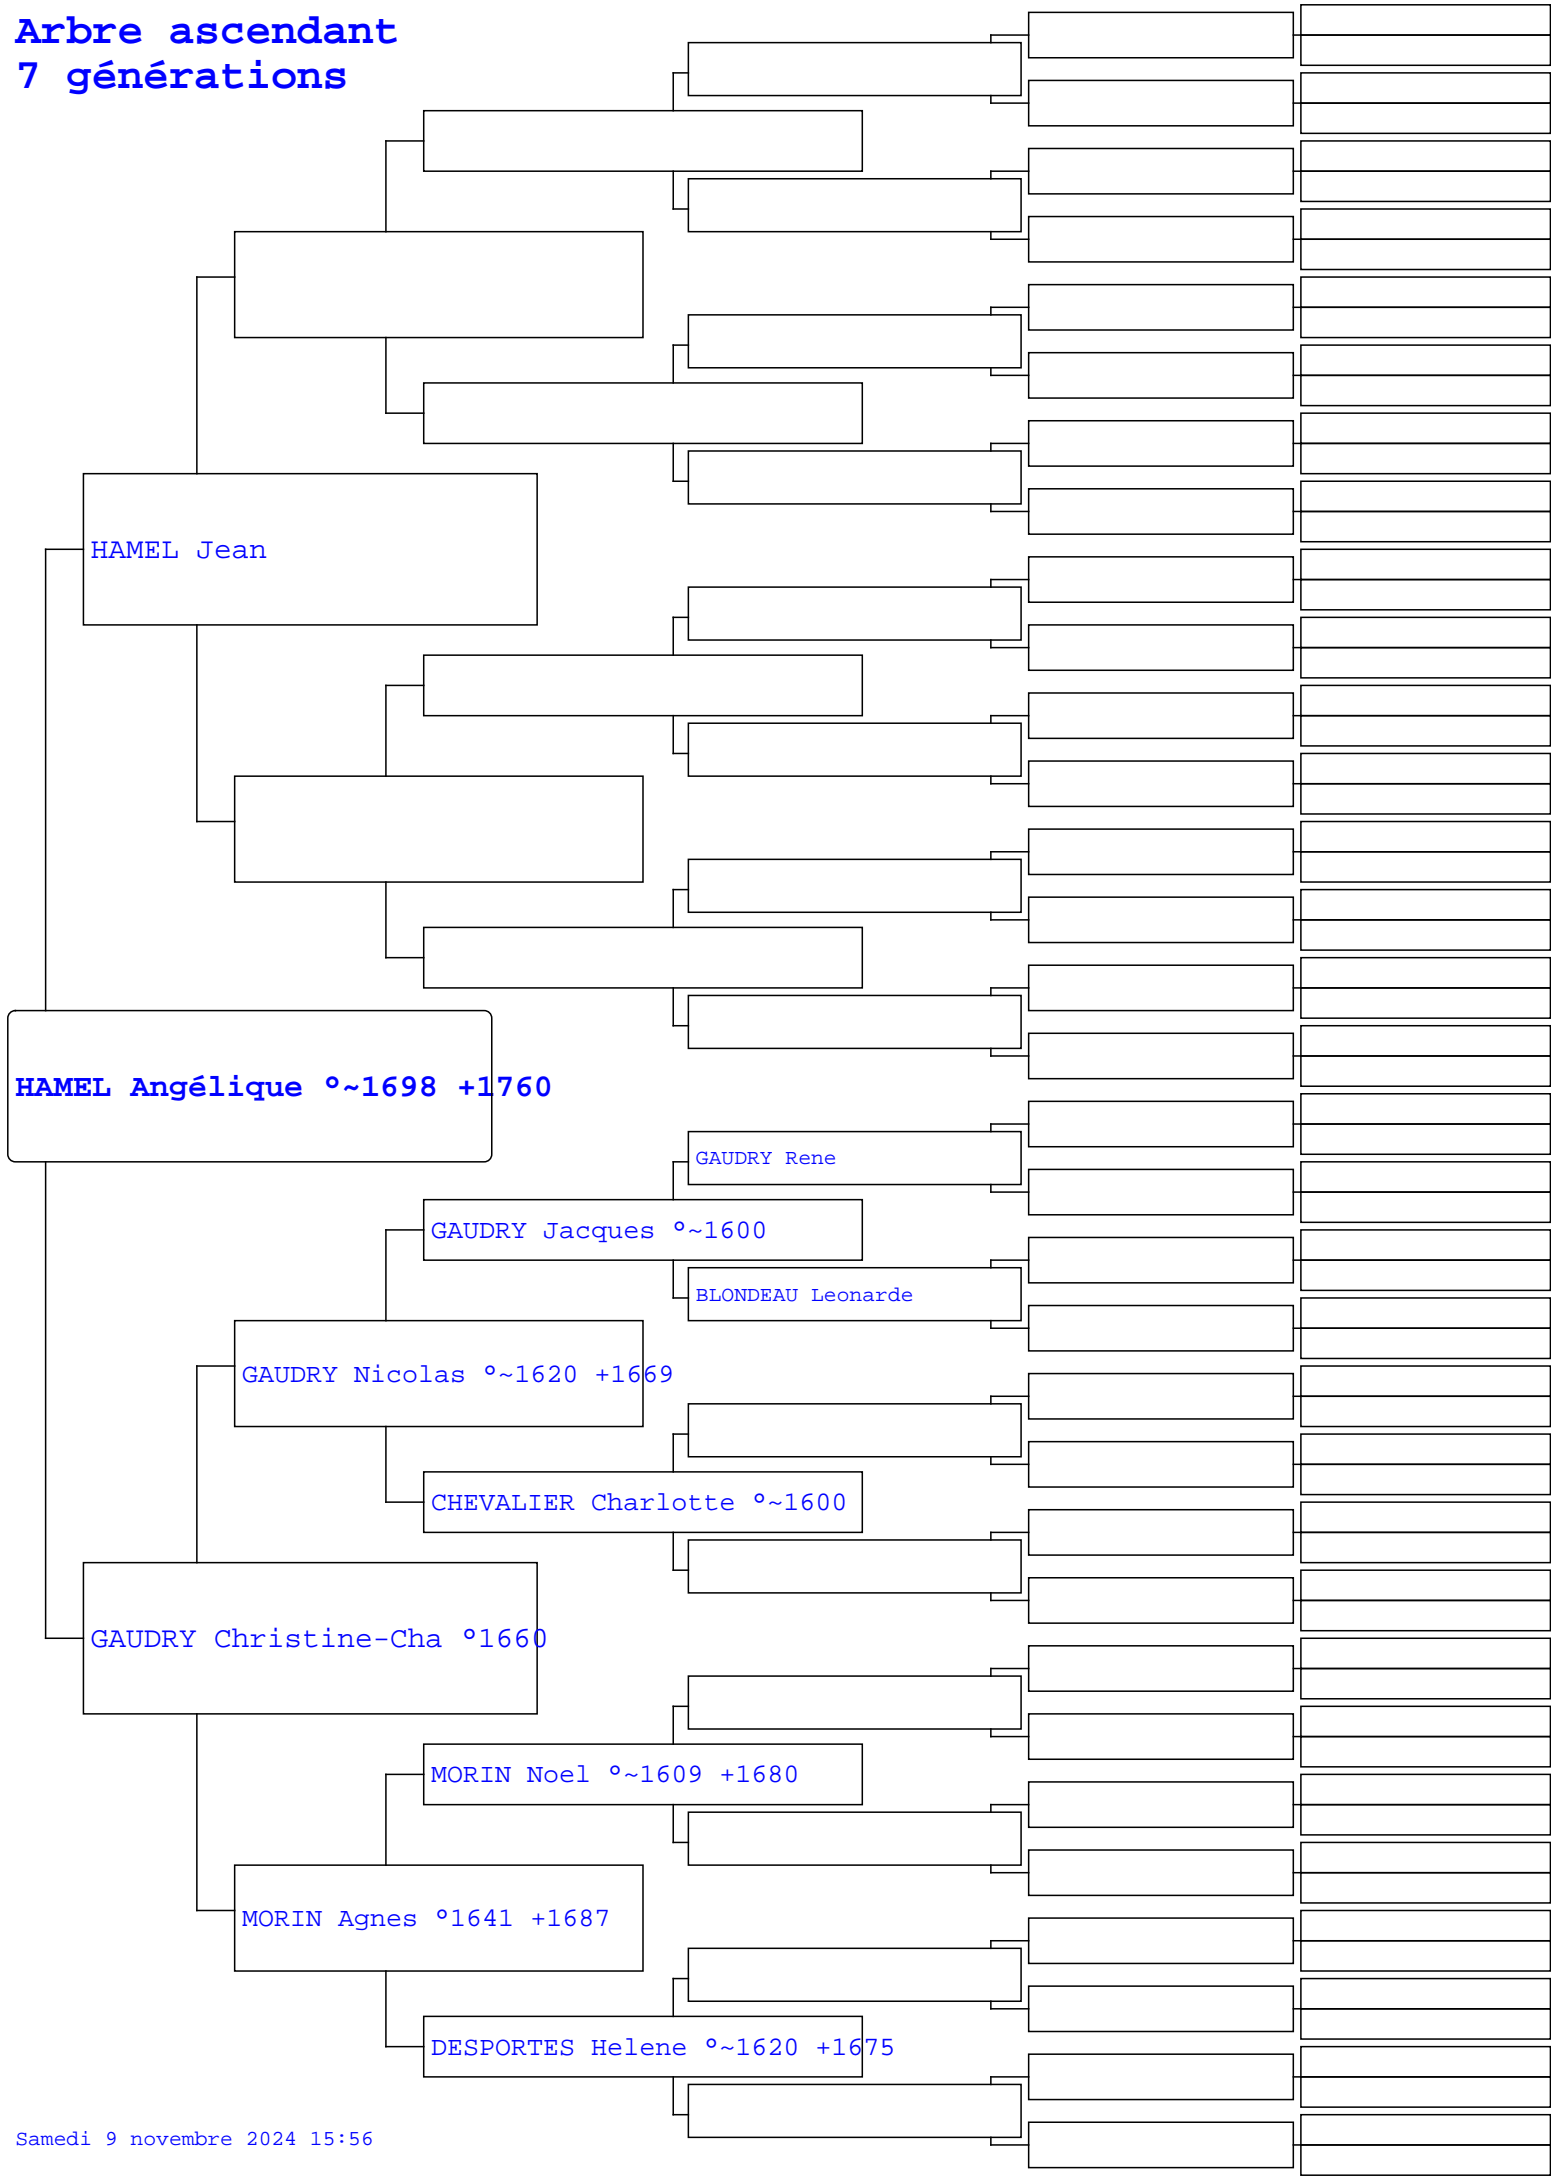 Arbre ascendant
7 générations
HAMEL Jean
HAMEL Angélique °~1698 +1760
GAUDRY Rene
GAUDRY Jacques °~1600
BLONDEAU Leonarde
GAUDRY Nicolas °~1620 +1669
CHEVALIER Charlotte °~1600
GAUDRY Christine-Cha °1660
MORIN Noel °~1609 +1680
MORIN Agnes °1641 +1687
DESPORTES Helene °~1620 +1675
Samedi 9 novembre 2024 15:56